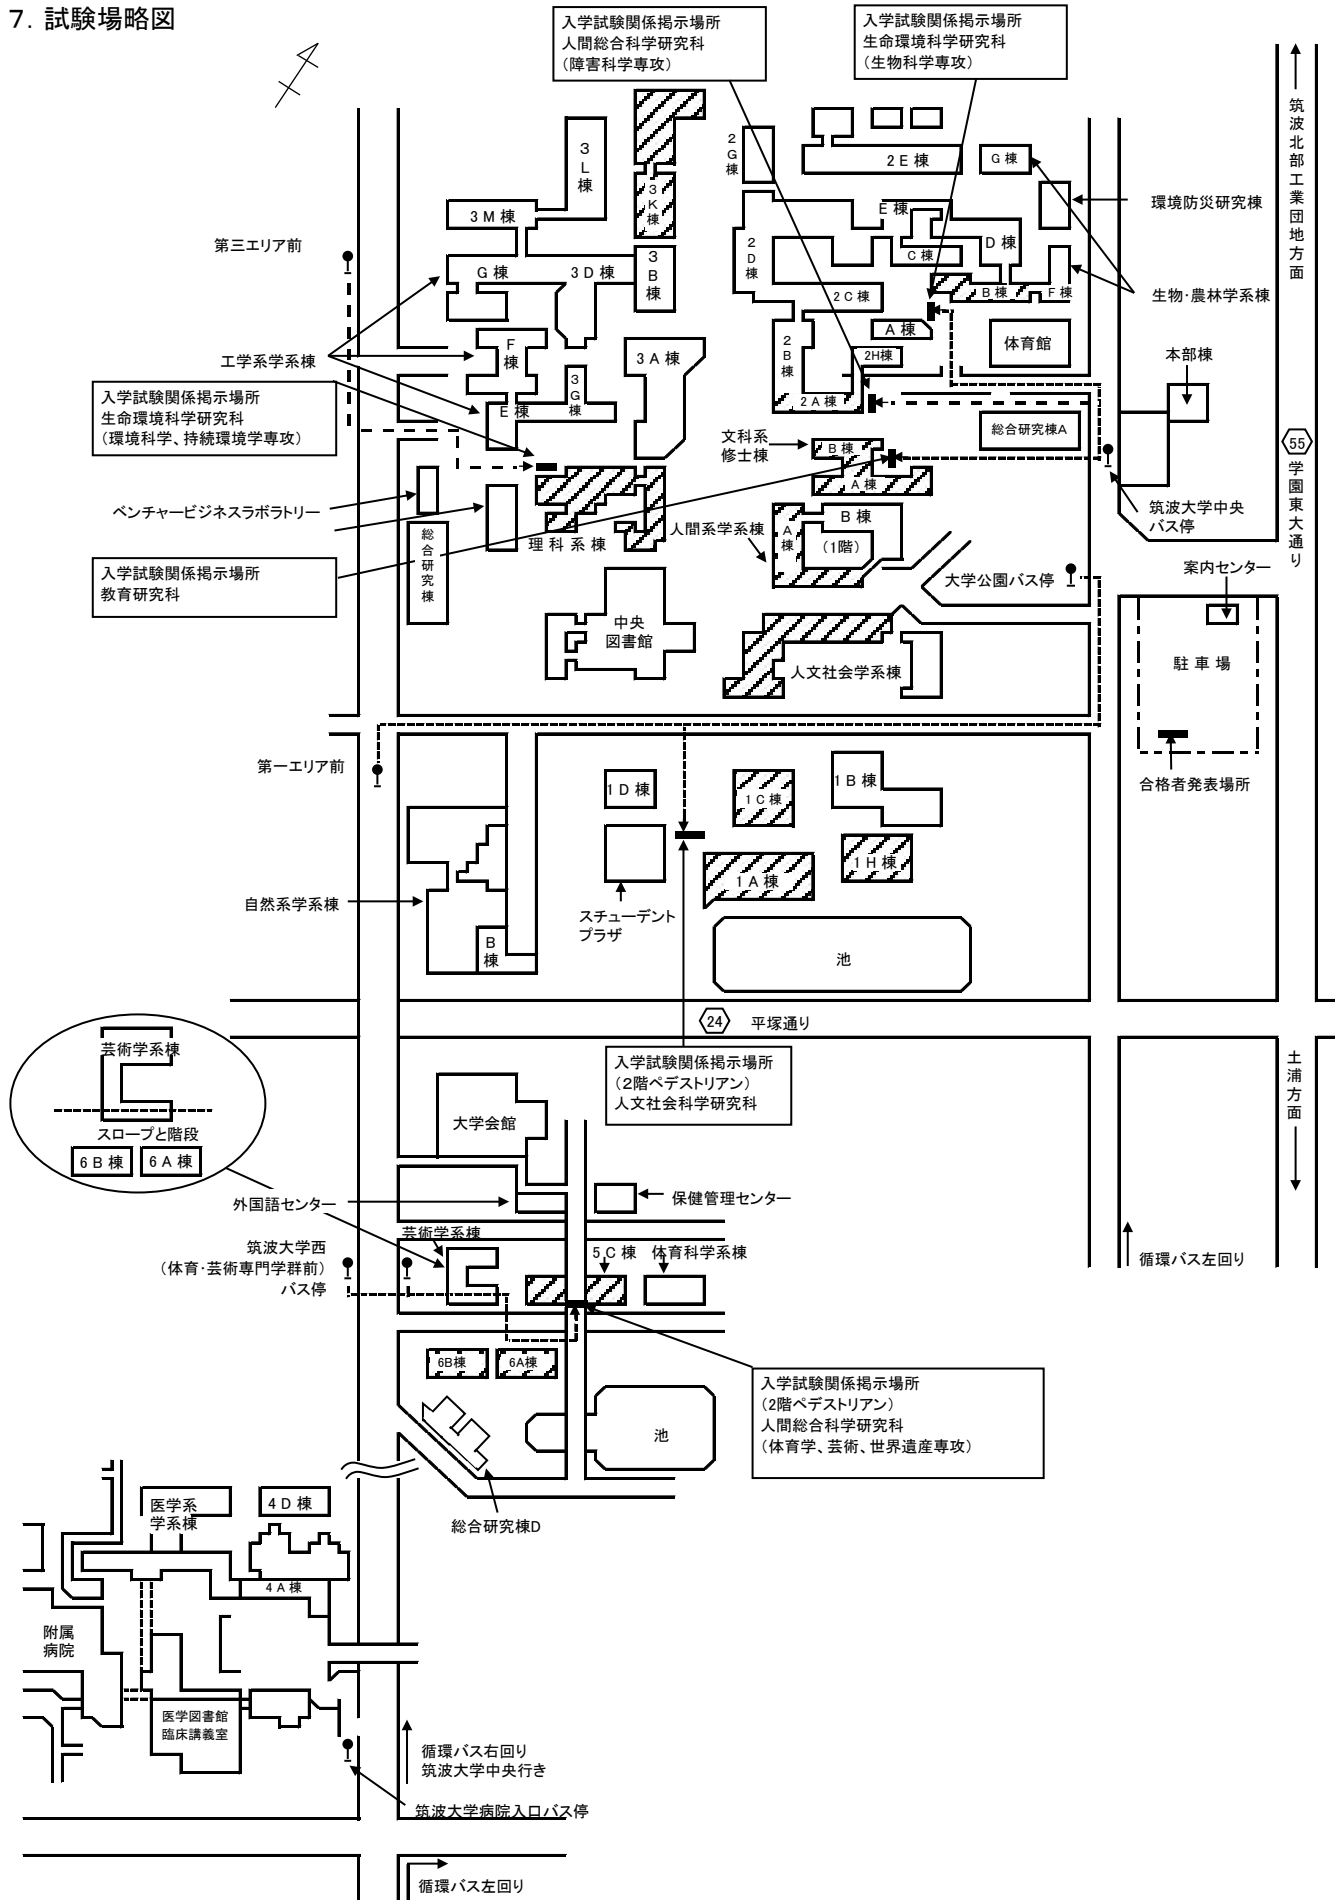 7. 試験場略図
入学試験関係掲示場所
人間総合科学研究科
(障害科学専攻)
入学試験関係掲示場所
生命環境科学研究科
(生物科学専攻)
筑波北部工業団地方面
3L棟
3K棟
2G棟
2E棟
G棟
環境防災研究棟
3M棟
E棟
D棟
第三エリア前
G棟
3D棟
3B棟
2D棟
C棟
B棟
F棟
生物・農林学系棟
2C棟
A棟
体育館
本部棟
工学系学系棟
F棟
3A棟
2B棟
2H棟
入学試験関係掲示場所
生命環境科学研究科
(環境科学、持続環境学専攻)
3G棟
E棟
2A棟
総合研究棟A
55
学園東大通り
文科系
修士棟
B棟
A棟
筑波大学中央
バス停
ベンチャービジネスラボラトリー
総合研究棟
理科系棟
人間系学系棟
A棟
B棟
(1階)
入学試験関係掲示場所
教育研究科
大学公園バス停
案内センター
中央
図書館
人文社会学系棟
駐車場
第一エリア前
1D棟
1C棟
1B棟
合格者発表場所
1A棟
1H棟
自然系学系棟
スチューデント
プラザ
B棟
池
24
平塚通り
芸術学系棟
スロープと階段
6B棟
6A棟
入学試験関係掲示場所
(2階ペデストリアン)
人文社会科学研究科
土浦方面
大学会館
外国語センター
保健管理センター
芸術学系棟
筑波大学西
(体育・芸術専門学群前)
バス停
5C棟
体育科学系棟
循環バス左回り
6B棟
6A棟
入学試験関係掲示場所
(2階ペデストリアン)
人間総合科学研究科
(体育学、芸術、世界遺産専攻)
池
総合研究棟D
医学系
学系棟
4D棟
4A棟
附属
病院
医学図書館
臨床講義室
循環バス右回り
筑波大学中央行き
筑波大学病院入口バス停
循環バス左回り